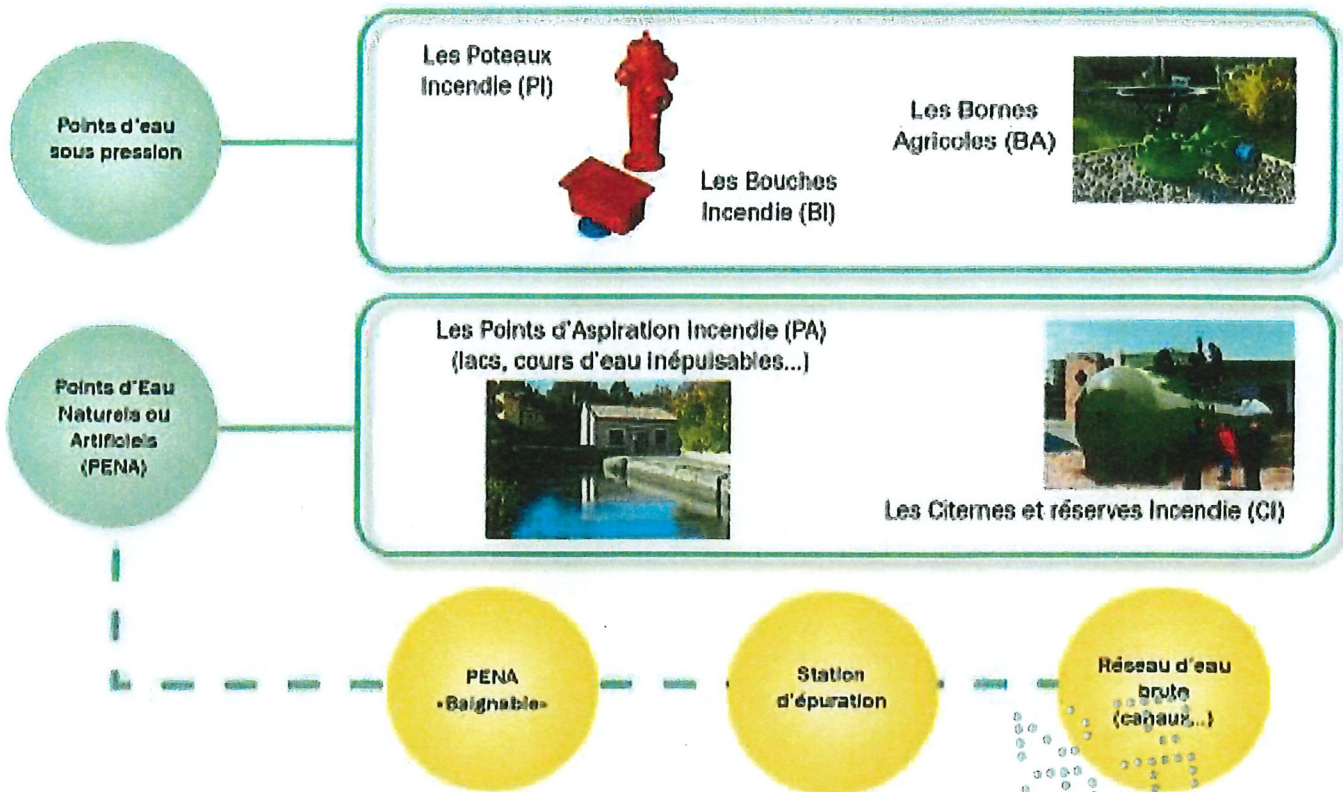 Points d'eau
sous pression
Les Poteaux
Incendie (PI)
Les Bouches
Incendie (BI)
Les Bornes
Agricoles (BA)
Points d'Eau
Naturels ou
Artificiels
(PENA)
Les Points d'Aspiration Incendie (PA)
(lacs, cours d'eau inépuisables...)
Les Citernes et réserves Incendie (CI)
PENA
«Baignable»
Station
d'épuration
Réseau d'eau
brute
(canaux...)